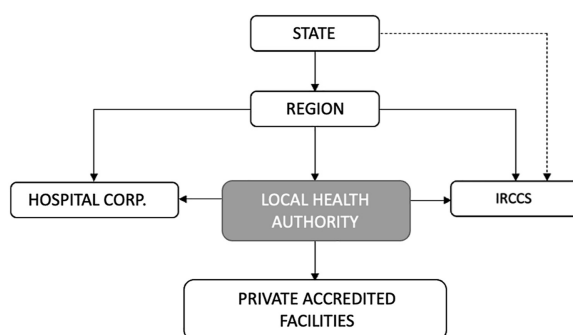 STATE
REGION
HOSPITAL CORP.
LOCAL HEALTH
AUTHORITY
IRCCS
PRIVATE ACCREDITED
FACILITIES